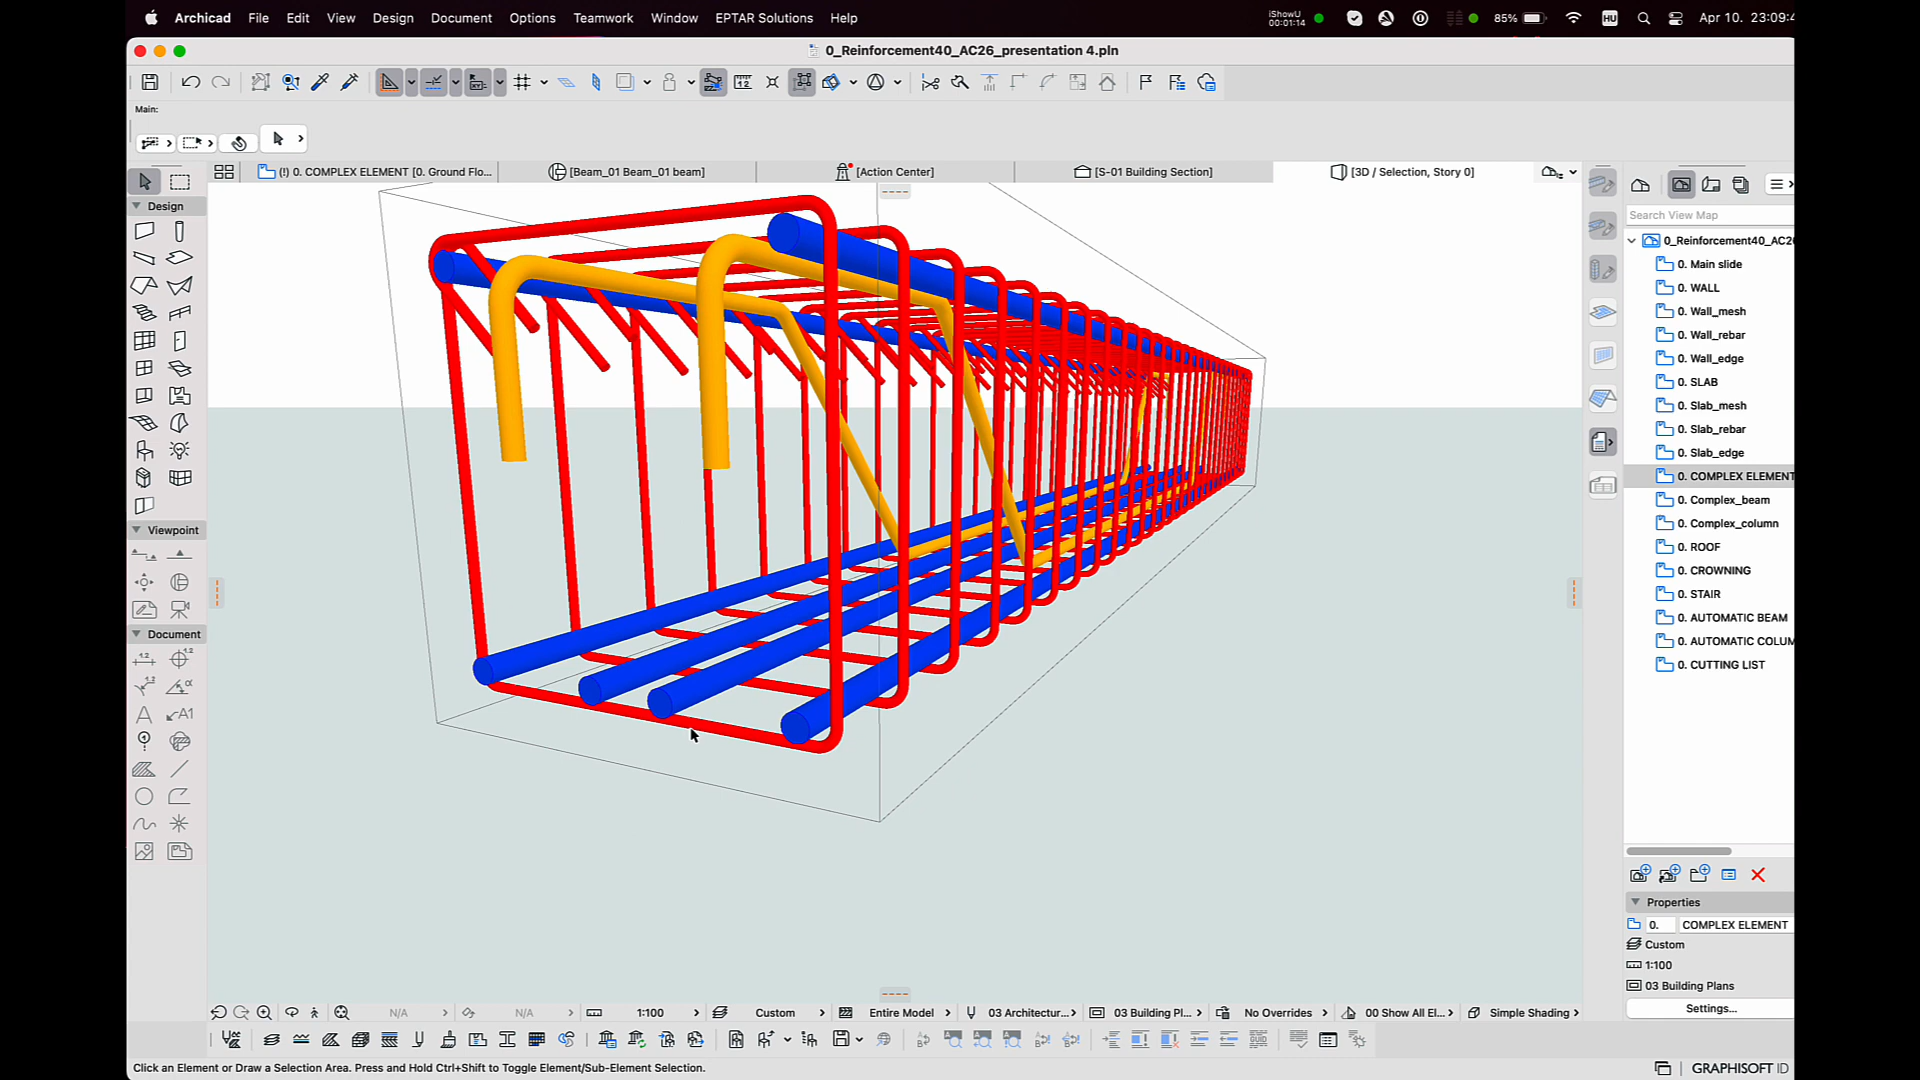 Archicad File Edit View Design Document Options Teamwork Window EPTAR Solutions Help
iShowU
00:01:14
85%
HU
Apr 10. 23:09:4
0_Reinforcement40_AC26_presentation 4.pln
Main:
(!) 0. COMPLEX ELEMENT [0. Ground Flo...
[Beam_01 Beam_01 beam]
[Action Center]
[S-01 Building Section]
[3D / Selection, Story 0]
Design
Viewpoint
Document
Search View Map
0_Reinforcement40_AC26
0. Main slide
0. WALL
0. Wall_mesh
0. Wall_rebar
0. Wall_edge
0. SLAB
0. Slab_mesh
0. Slab_rebar
0. Slab_edge
0. COMPLEX ELEMENT
0. Complex_beam
0. Complex_column
0. ROOF
0. CROWNING
0. STAIR
0. AUTOMATIC BEAM
0. AUTOMATIC COLUM
0. CUTTING LIST
Properties
0. COMPLEX ELEMENT
Custom
1:100
03 Building Plans
Settings...
N/A
N/A
1:100
Custom
Entire Model
03 Architectur...
03 Building Pl...
No Overrides
00 Show All El...
Simple Shading
Click an Element or Draw a Selection Area. Press and Hold Ctrl+Shift to Toggle Element/Sub-Element Selection.
GRAPHISOFT ID